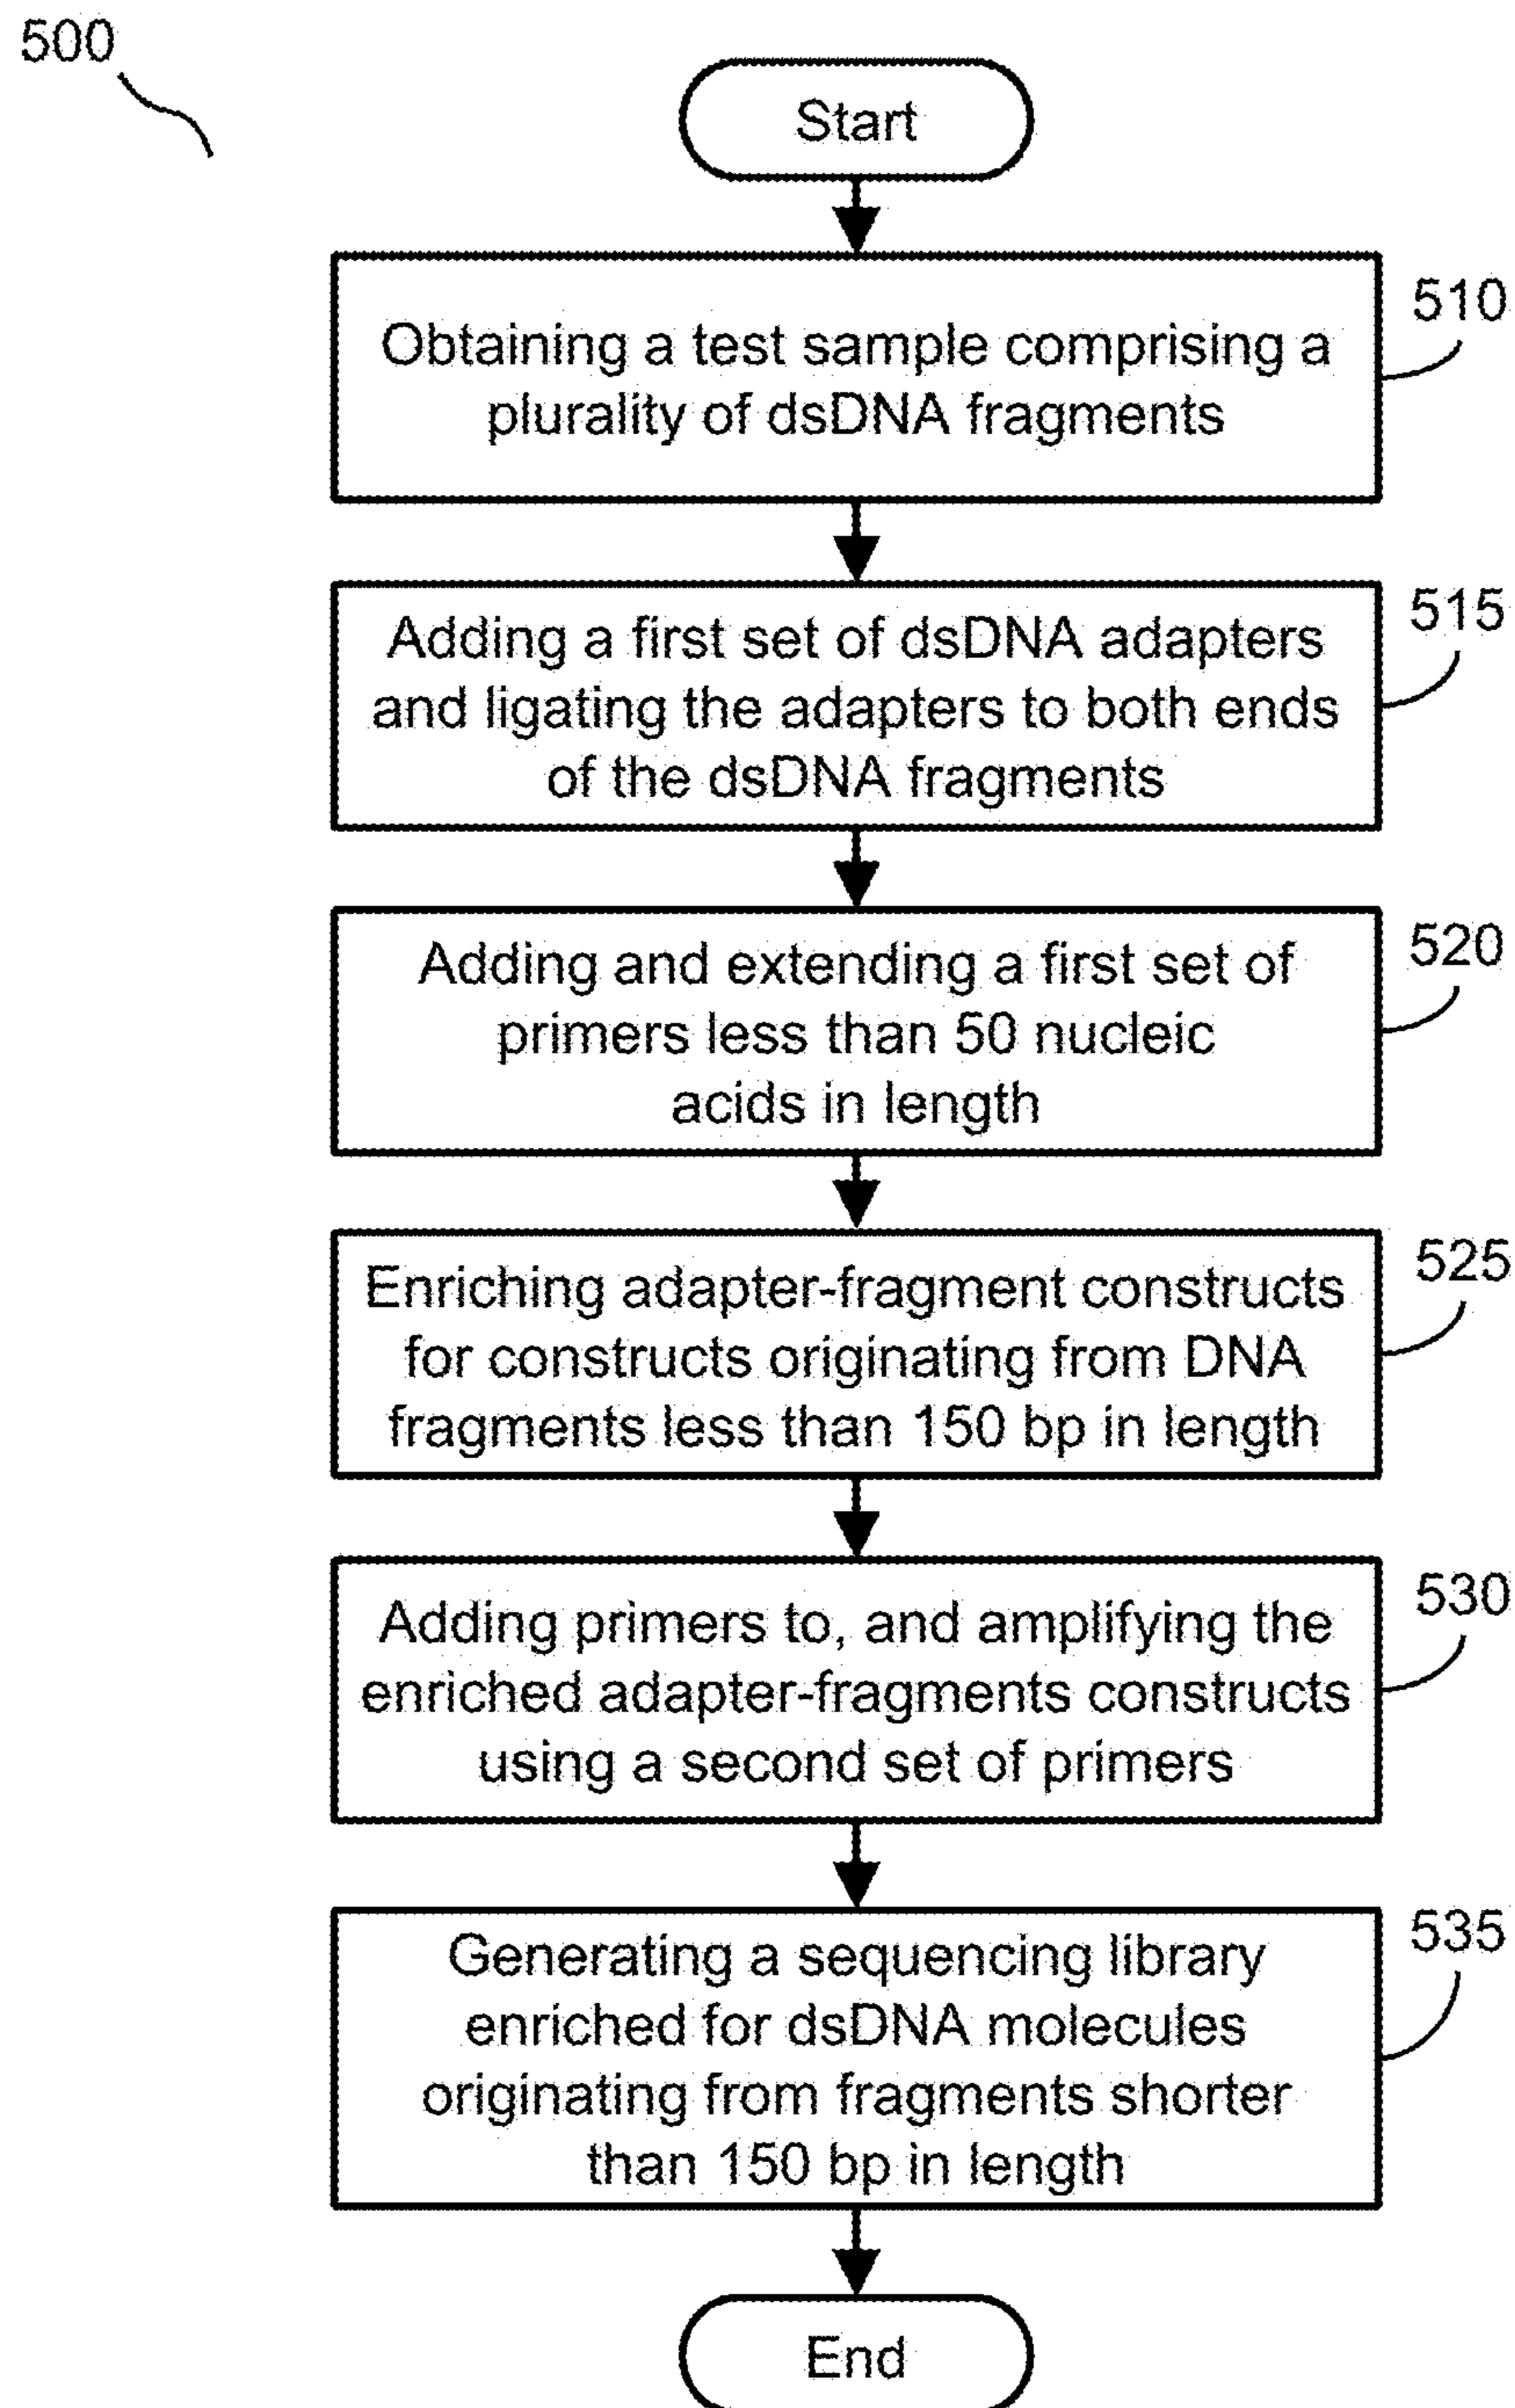 500
Start
Obtaining a test sample comprising a
plurality of dsDNA fragments
510
Adding a first set of dsDNA adapters
and ligating the adapters to both ends
of the dsDNA fragments
515
Adding and extending a first set of
primers less than 50 nucleic
acids in length
520
Enriching adapter-fragment constructs
for constructs originating from DNA
fragments less than 150 bp in length
525
Adding primers to, and amplifying the
enriched adapter-fragments constructs
using a second set of primers
530
Generating a sequencing library
enriched for dsDNA molecules
originating from fragments shorter
than 150 bp in length
535
End